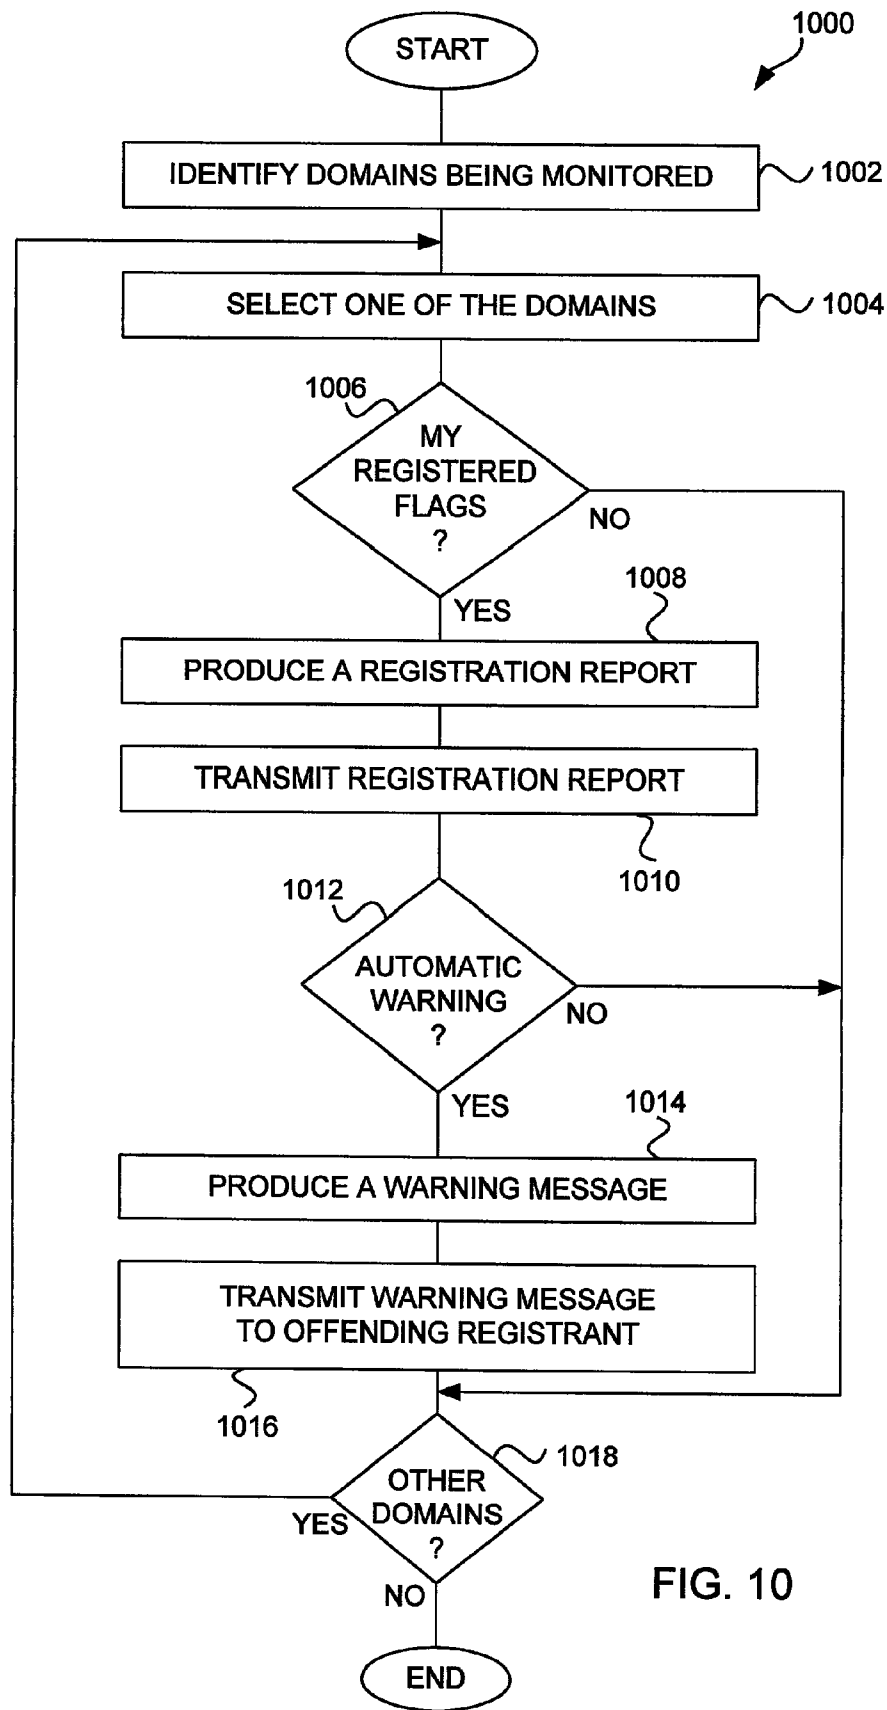 START
1000
IDENTIFY DOMAINS BEING MONITORED
1002
SELECT ONE OF THE DOMAINS
1004
1006
MY
REGISTERED
FLAGS
?
NO
YES
1008
PRODUCE A REGISTRATION REPORT
TRANSMIT REGISTRATION REPORT
1010
1012
AUTOMATIC
WARNING
?
NO
YES
1014
PRODUCE A WARNING MESSAGE
TRANSMIT WARNING MESSAGE
TO OFFENDING REGISTRANT
1016
1018
OTHER
DOMAINS
?
YES
NO
FIG. 10
END